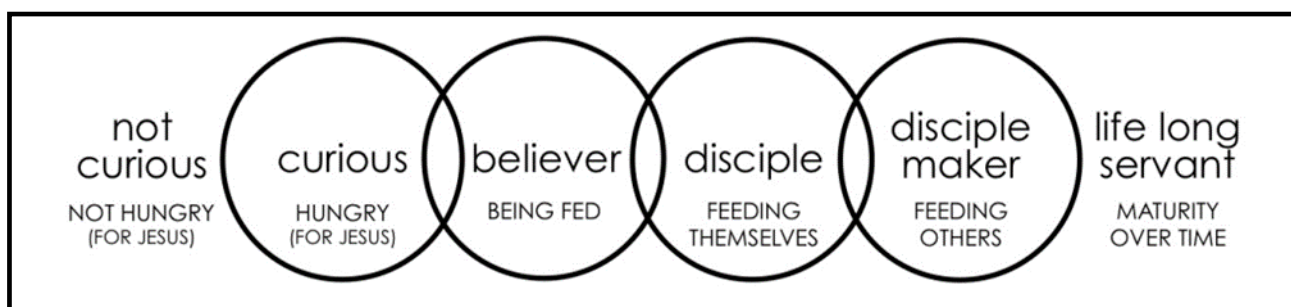 not
curious
NOT HUNGRY
(FOR JESUS)
curious
HUNGRY
(FOR JESUS)
believer
BEING FED
disciple
FEEDING
THEMSELVES
disciple
maker
FEEDING
OTHERS
life long
servant
MATURITY
OVER TIME